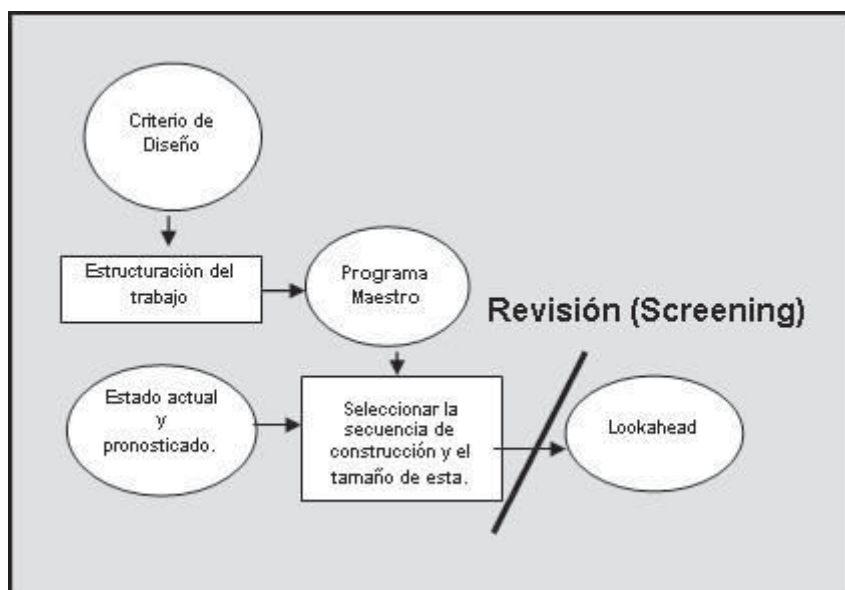 Criterio de
Diseño
Estructuración del
trabajo
Programa
Maestro
Revisión (Screening)
Estado actual
y
pronosticado.
Seleccionar la
secuencia de
construcción y el
tamaño de esta.
Lookahead